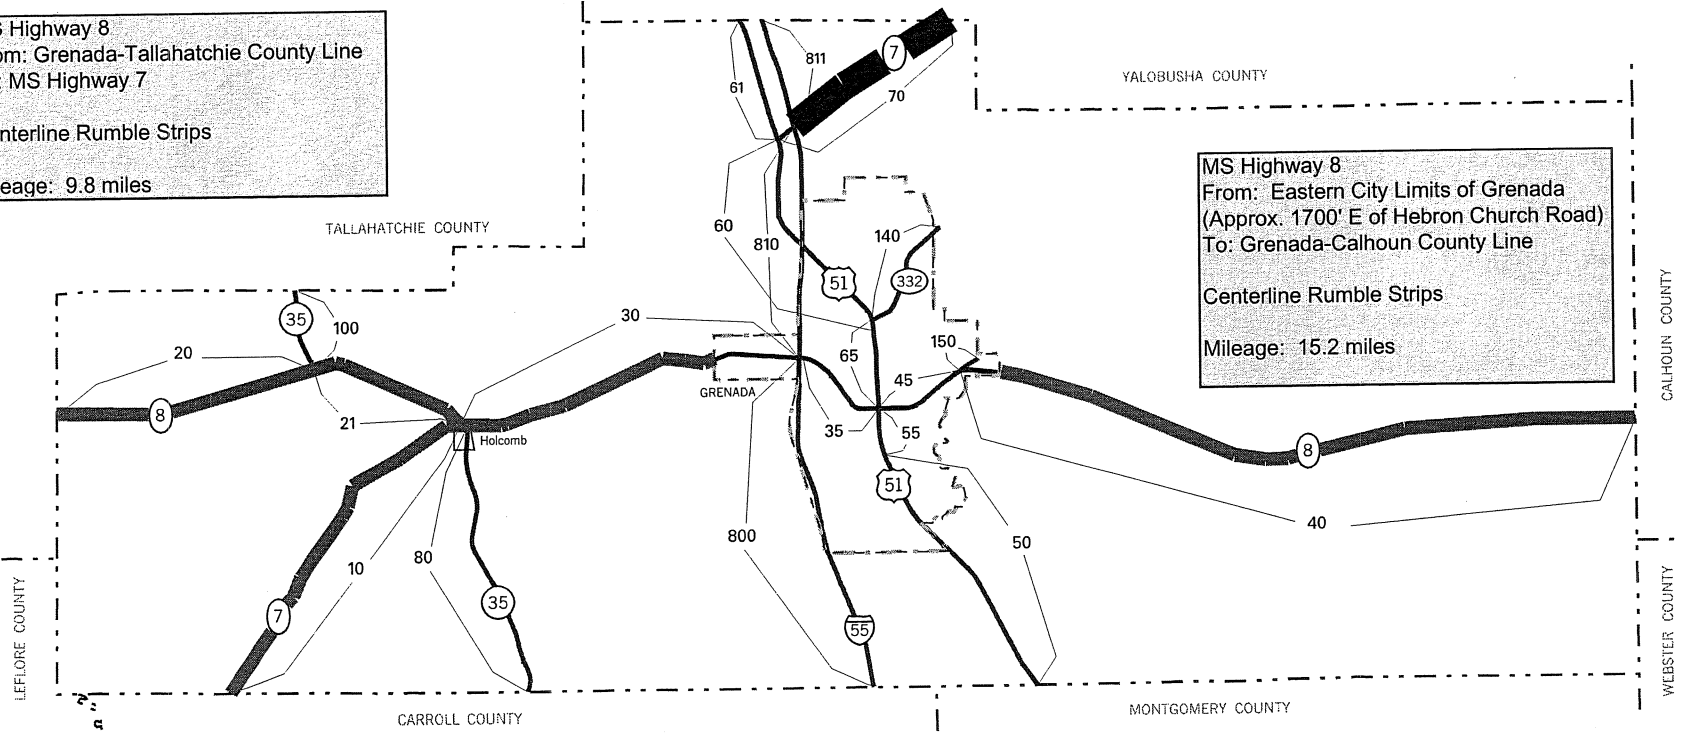 S Highway 8
om: Grenada-Tallahatchie County Line
: MS Highway 7
nterline Rumble Strips
eage: 9.8 miles
MS Highway 8
From: Eastern City Limits of Grenada
(Approx. 1700' E of Hebron Church Road)
To: Grenada-Calhoun County Line
Centerline Rumble Strips
Mileage: 15.2 miles
YALOBUSHA COUNTY
TALLAHATCHIE COUNTY
CALHOUN COUNTY
WEBSTER COUNTY
LEFLORE COUNTY
CARROLL COUNTY
MONTGOMERY COUNTY
GRENADA
Holcomb
811
7
61
70
60
810
140
51
332
35
100
30
20
65
150
45
8
21
35
55
8
51
40
800
50
10
80
7
35
55